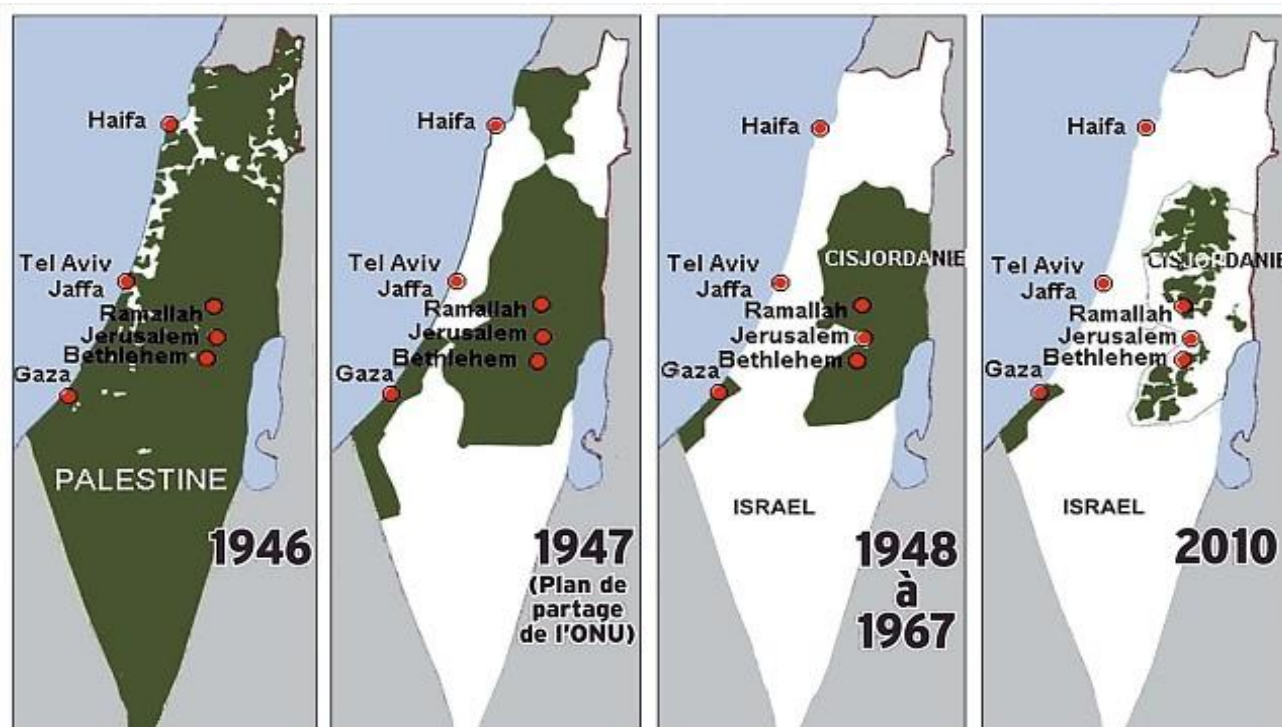 Haifa
Tel Aviv
Jaffa
Ramallah
Jerusalem
Bethlehem
Gaza
PALESTINE
1946
Haifa
Tel Aviv
Jaffa
Ramallah
Jerusalem
Bethlehem
Gaza
1947
(Plan de
partage
de l'ONU)
Haifa
CISJORDANIE
Tel Aviv
Jaffa
Ramallah
Jerusalem
Bethlehem
Gaza
ISRAEL
1948
à
1967
Haifa
CISJORDANIE
Tel Aviv
Jaffa
Ramallah
Jerusalem
Bethlehem
Gaza
ISRAEL
2010